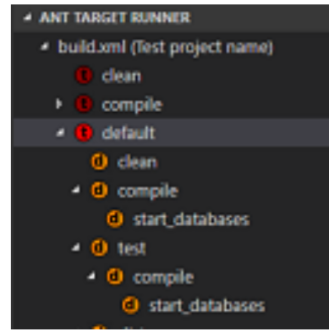 ANT TARGET RUNNER
build.xml (Test project name)
t clean
t compile
t default
d clean
d compile
d start_databases
d test
d compile
d start_databases